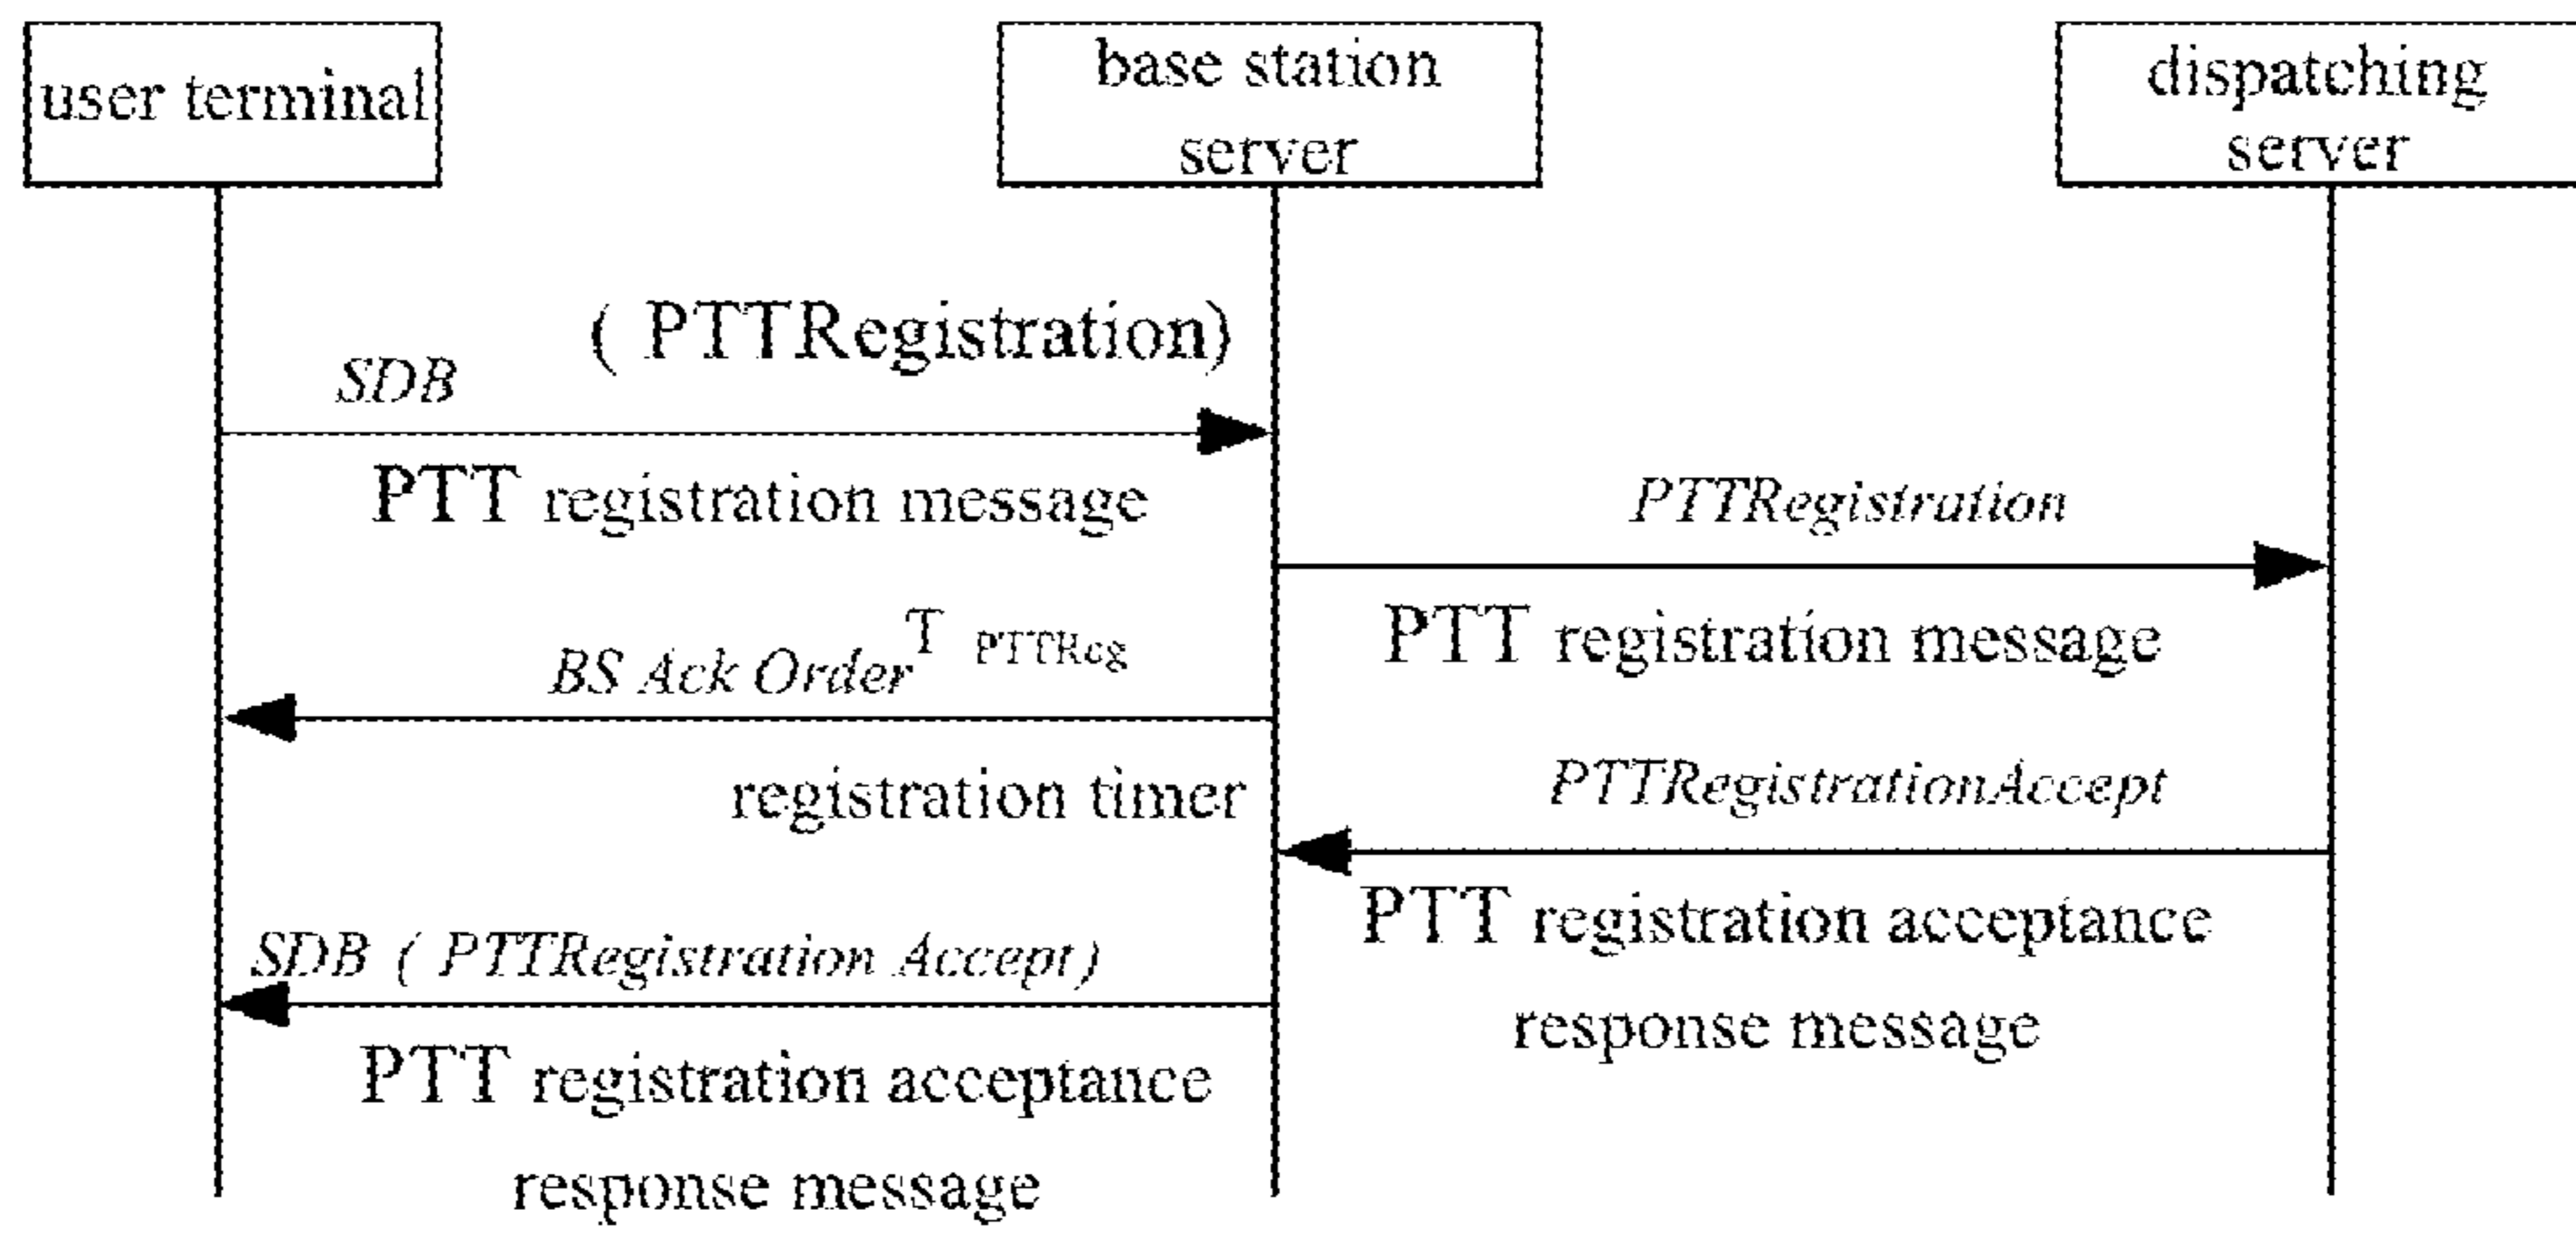 user terminal
base station
server
dispatching
server
( PTTRegistration)
SDB
PTT registration message
PTTRegistration
PTT registration message
T PTTReg
BS Ack Order
registration timer
PTTRegistrationAccept
PTT registration acceptance
response message
SDB ( PTTRegistration Accept)
PTT registration acceptance
response message